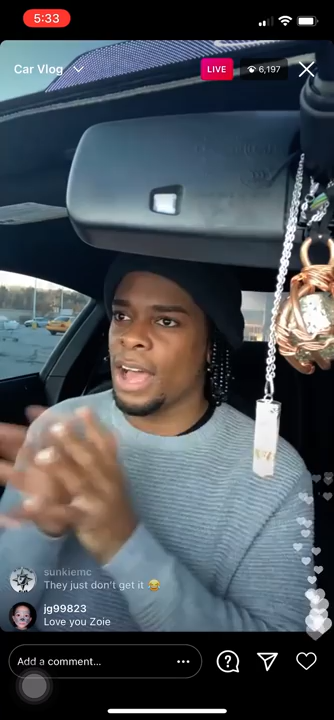 5:33
Car Vlog
LIVE
6,197
sunkiemc
They just don't get it 😂
jg99823
Love you Zoie
Add a comment...